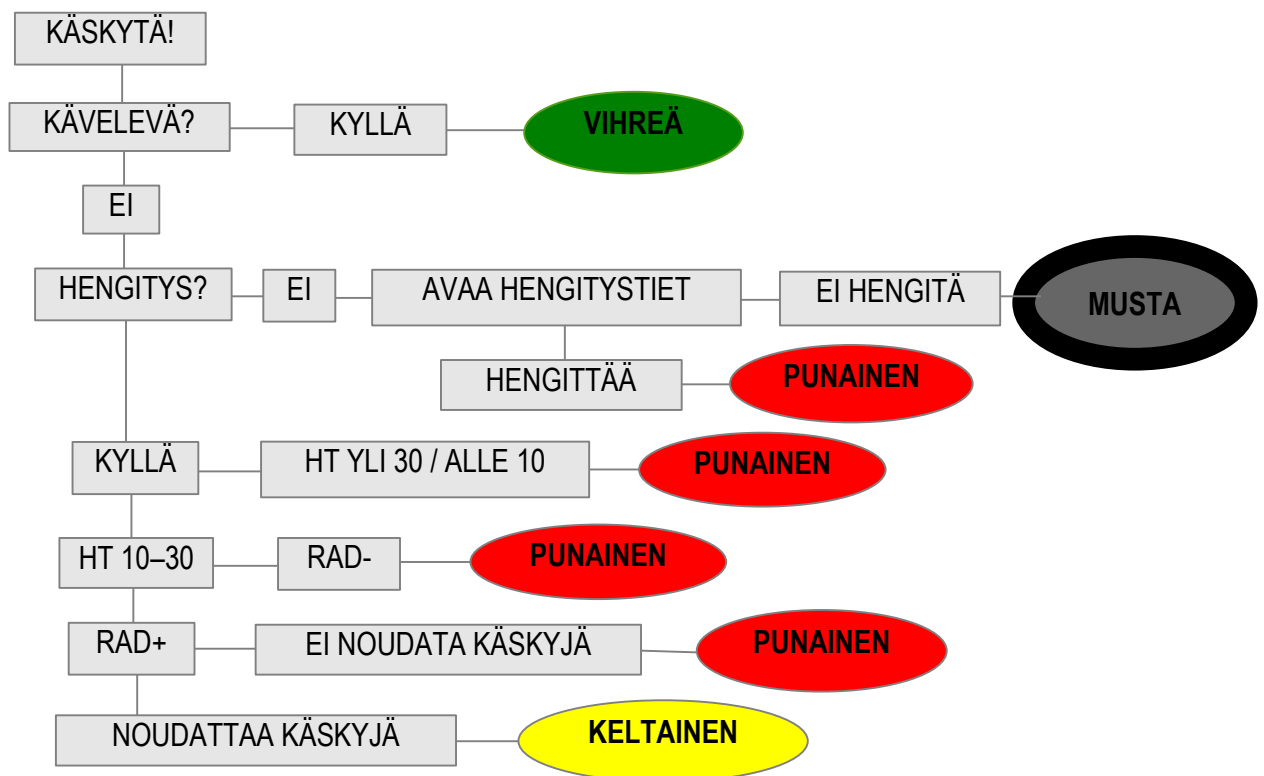 KÄSKYTÄ!
KÄVELEVÄ?
KYLLÄ
VIHREÄ
EI
HENGITYS?
EI
AVAA HENGITYSTIET
EI HENGITÄ
MUSTA
HENGITTÄÄ
PUNAINEN
KYLLÄ
HT YLI 30 / ALLE 10
PUNAINEN
HT 10–30
RAD-
PUNAINEN
RAD+
EI NOUDATA KÄSKYJÄ
PUNAINEN
NOUDATTAA KÄSKYJÄ
KELTAINEN